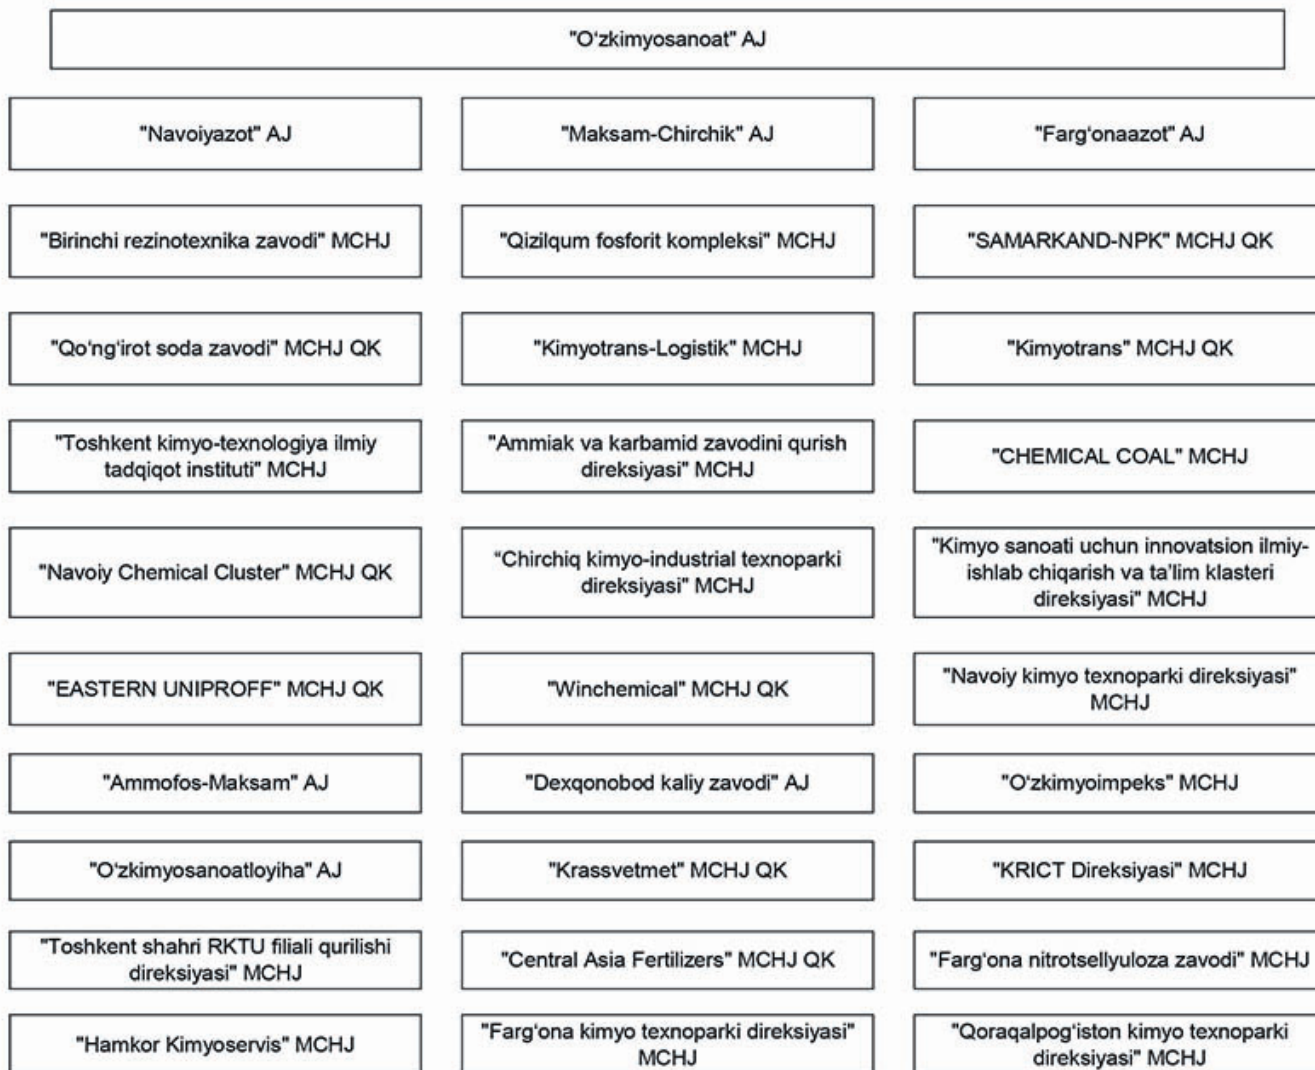 "O‘zkimyosanoat" AJ
"Navoiyazot" AJ
"Maksam-Chirchik" AJ
"Farg‘onaazot" AJ
"Birinchi rezinotexnika zavodi" MCHJ
"Qizilqum fosforit kompleksi" MCHJ
"SAMARKAND-NPK" MCHJ QK
"Qo‘ng‘irot soda zavodi" MCHJ QK
"Kimyotrans-Logistik" MCHJ
"Kimyotrans" MCHJ QK
"Toshkent kimyo-texnologiya ilmiy
tadqiqot instituti" MCHJ
"Ammiak va karbamid zavodini qurish
direksiyasi" MCHJ
"CHEMICAL COAL" MCHJ
"Navoiy Chemical Cluster" MCHJ QK
“Chirchiq kimyo-industrial texnoparki
direksiyasi" MCHJ
"Kimyo sanoati uchun innovatsion ilmiy-
ishlab chiqarish va ta’lim klasteri
direksiyasi" MCHJ
"EASTERN UNIPROFF" MCHJ QK
"Winchemical" MCHJ QK
"Navoiy kimyo texnoparki direksiyasi"
MCHJ
"Ammofos-Maksam" AJ
"Dexqonobod kaliy zavodi" AJ
"O‘zkimyoimpeks" MCHJ
"O‘zkimyosanoatloyiha" AJ
"Krassvetmet" MCHJ QK
"KRICT Direksiyasi" MCHJ
"Toshkent shahri RKTU filiali qurilishi
direksiyasi" MCHJ
"Central Asia Fertilizers" MCHJ QK
"Farg‘ona nitrotsellyuloza zavodi" MCHJ
"Hamkor Kimyoservis" MCHJ
"Farg‘ona kimyo texnoparki direksiyasi"
MCHJ
"Qoraqalpog‘iston kimyo texnoparki
direksiyasi" MCHJ